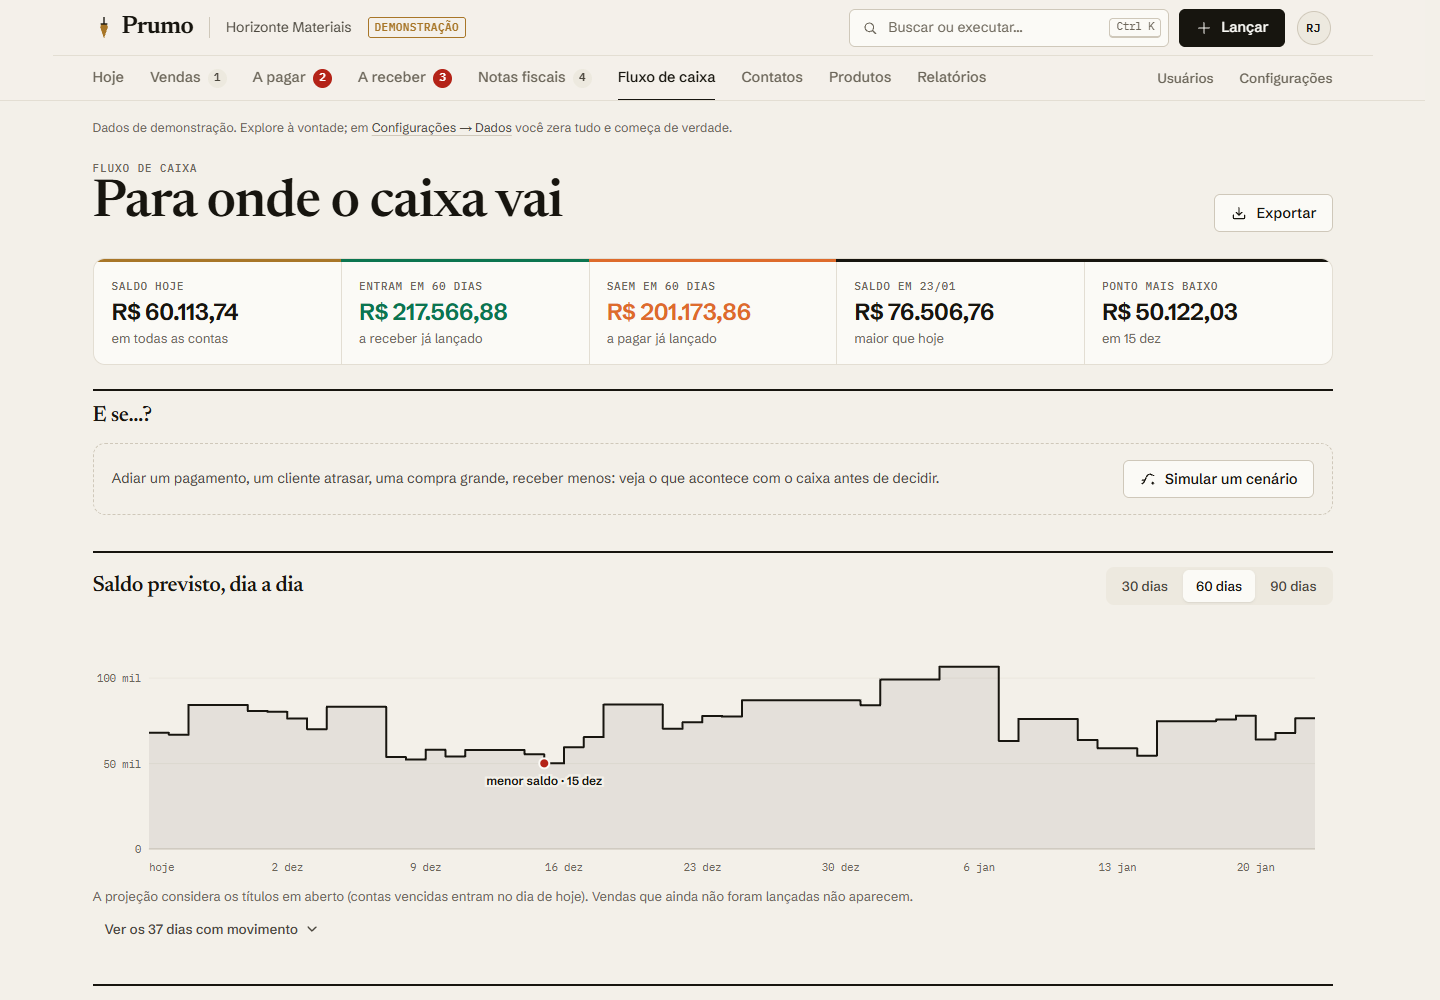 Prumo
Horizonte Materiais
DEMONSTRAÇÃO
Buscar ou executar...
Ctrl K
Lançar
RJ
Hoje
Vendas 1
A pagar 2
A receber 3
Notas fiscais 4
Fluxo de caixa
Contatos
Produtos
Relatórios
Usuários
Configurações
Dados de demonstração. Explore à vontade; em Configurações → Dados você zera tudo e começa de verdade.
FLUXO DE CAIXA
Para onde o caixa vai
Exportar
SALDO HOJE
R$ 60.113,74
em todas as contas
ENTRAM EM 60 DIAS
R$ 217.566,88
a receber já lançado
SAEM EM 60 DIAS
R$ 201.173,86
a pagar já lançado
SALDO EM 23/01
R$ 76.506,76
maior que hoje
PONTO MAIS BAIXO
R$ 50.122,03
em 15 dez
E se...?
Adiar um pagamento, um cliente atrasar, uma compra grande, receber menos: veja o que acontece com o caixa antes de decidir.
Simular um cenário
Saldo previsto, dia a dia
30 dias
60 dias
90 dias
100 mil
50 mil
menor saldo · 15 dez
0
hoje
2 dez
9 dez
16 dez
23 dez
30 dez
6 jan
13 jan
20 jan
A projeção considera os títulos em aberto (contas vencidas entram no dia de hoje). Vendas que ainda não foram lançadas não aparecem.
Ver os 37 dias com movimento